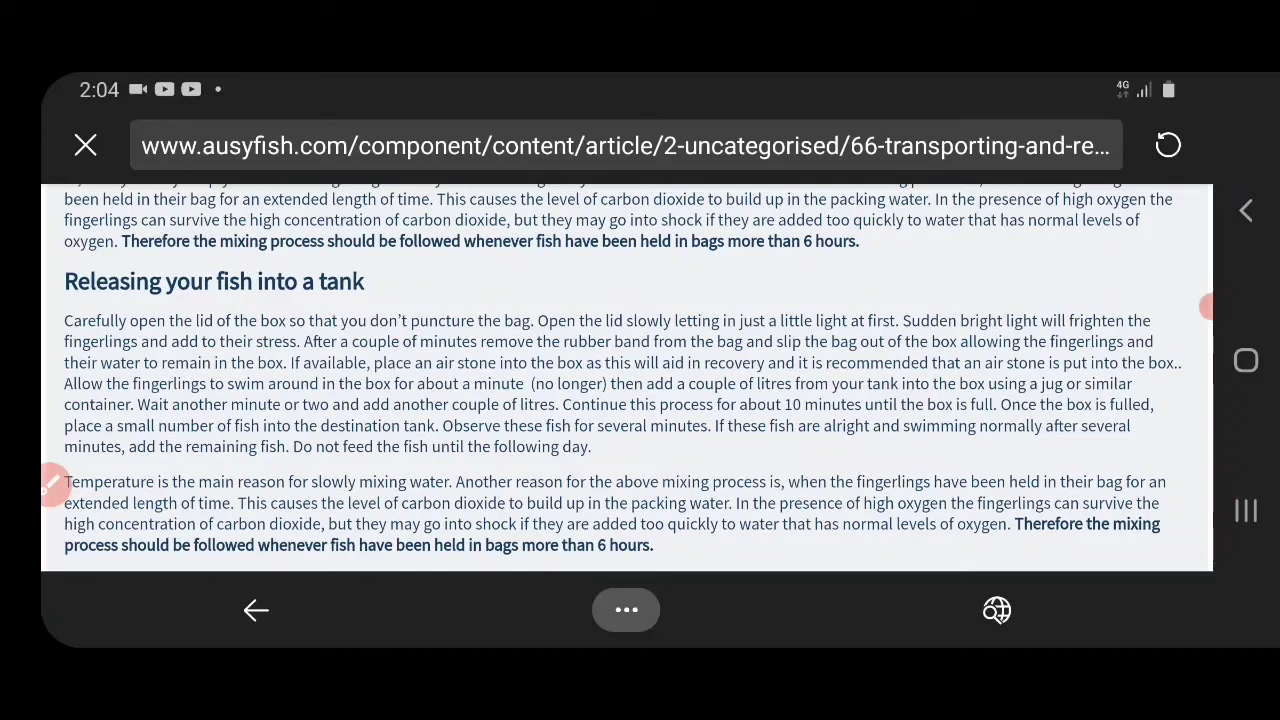 2:04
4G
www.ausyfish.com/component/content/article/2-uncategorised/66-transporting-and-re...
been held in their bag for an extended length of time. This causes the level of carbon dioxide to build up in the packing water. In the presence of high oxygen the
fingerlings can survive the high concentration of carbon dioxide, but they may go into shock if they are added too quickly to water that has normal levels of
oxygen. Therefore the mixing process should be followed whenever fish have been held in bags more than 6 hours.
Releasing your fish into a tank
Carefully open the lid of the box so that you don’t puncture the bag. Open the lid slowly letting in just a little light at first. Sudden bright light will frighten the
fingerlings and add to their stress. After a couple of minutes remove the rubber band from the bag and slip the bag out of the box allowing the fingerlings and
their water to remain in the box. If available, place an air stone into the box as this will aid in recovery and it is recommended that an air stone is put into the box..
Allow the fingerlings to swim around in the box for about a minute (no longer) then add a couple of litres from your tank into the box using a jug or similar
container. Wait another minute or two and add another couple of litres. Continue this process for about 10 minutes until the box is full. Once the box is fulled,
place a small number of fish into the destination tank. Observe these fish for several minutes. If these fish are alright and swimming normally after several
minutes, add the remaining fish. Do not feed the fish until the following day.
Temperature is the main reason for slowly mixing water. Another reason for the above mixing process is, when the fingerlings have been held in their bag for an
extended length of time. This causes the level of carbon dioxide to build up in the packing water. In the presence of high oxygen the fingerlings can survive the
high concentration of carbon dioxide, but they may go into shock if they are added too quickly to water that has normal levels of oxygen. Therefore the mixing
process should be followed whenever fish have been held in bags more than 6 hours.